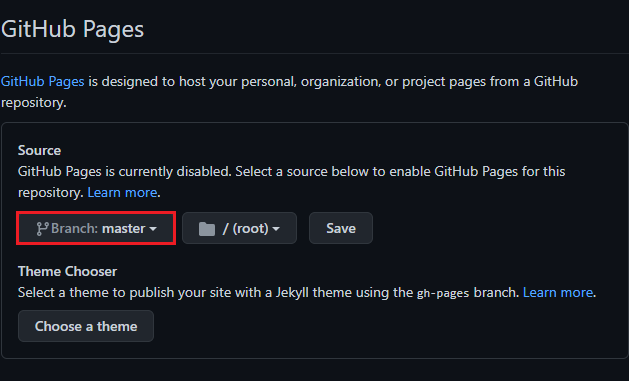 GitHub Pages
GitHub Pages is designed to host your personal, organization, or project pages from a GitHub
repository.
Source
GitHub Pages is currently disabled. Select a source below to enable GitHub Pages for this
repository. Learn more.
Branch: master / (root) Save
Theme Chooser
Select a theme to publish your site with a Jekyll theme using the gh-pages branch. Learn more.
Choose a theme